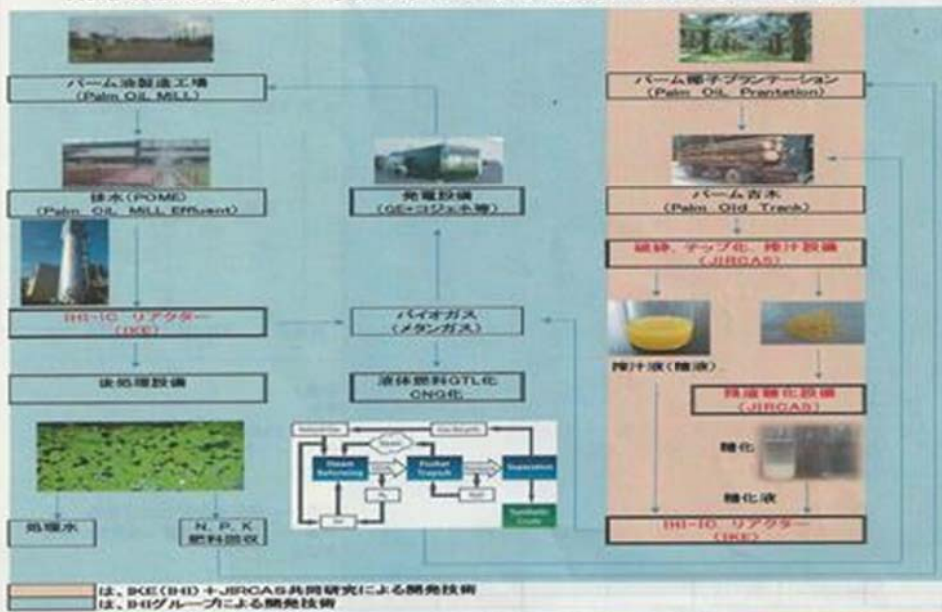 パーム油製造工場
(Palm OiL MiLL)
パーム椰子プランテーション
(Palm OiL Prantation)
排水(POME)
(Palm OiL MiLL Effluent)
発電設備
(GE・コジェネ等)
パーム古木
(Palm Old Trank)
破砕、チップ化、搾汁設備
(JIRCAS)
IHI-IC リアクター
(IKE)
バイオガス
(メタンガス)
搾汁液(糖液)
後処理設備
液体燃料GTL化
CNG化
(JIRCAS)
糖化
糖化液
Steam
Reforming
Fischer
Tropsch
Separation
Synthetic
Crude
処理水
N. P. K
肥料回収
IHI-IC リアクター
(IKE)
は、IKE(IHI)+JIRCAS共同研究による開発技術
は、IHIグループによる開発技術